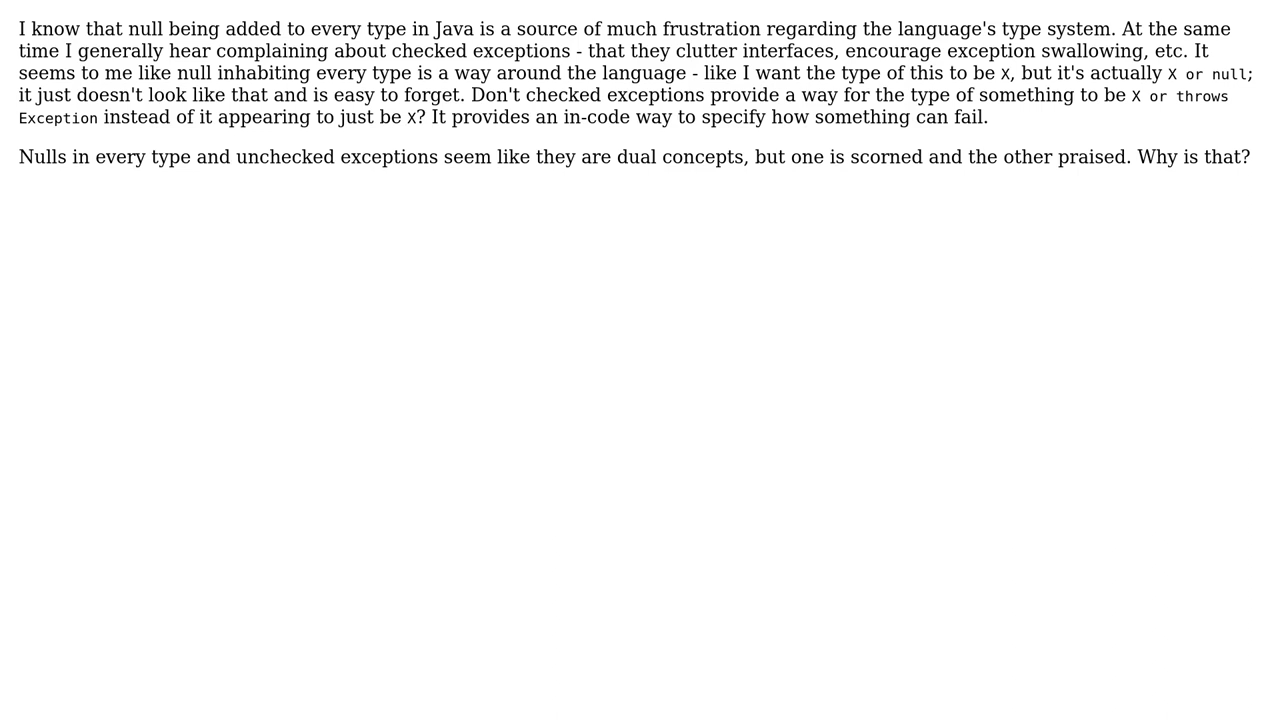 I know that null being added to every type in Java is a source of much frustration regarding the language's type system. At the same
time I generally hear complaining about checked exceptions - that they clutter interfaces, encourage exception swallowing, etc. It
seems to me like null inhabiting every type is a way around the language - like I want the type of this to be X, but it's actually X or null;
it just doesn't look like that and is easy to forget. Don't checked exceptions provide a way for the type of something to be X or throws
Exception instead of it appearing to just be X? It provides an in-code way to specify how something can fail.
Nulls in every type and unchecked exceptions seem like they are dual concepts, but one is scorned and the other praised. Why is that?